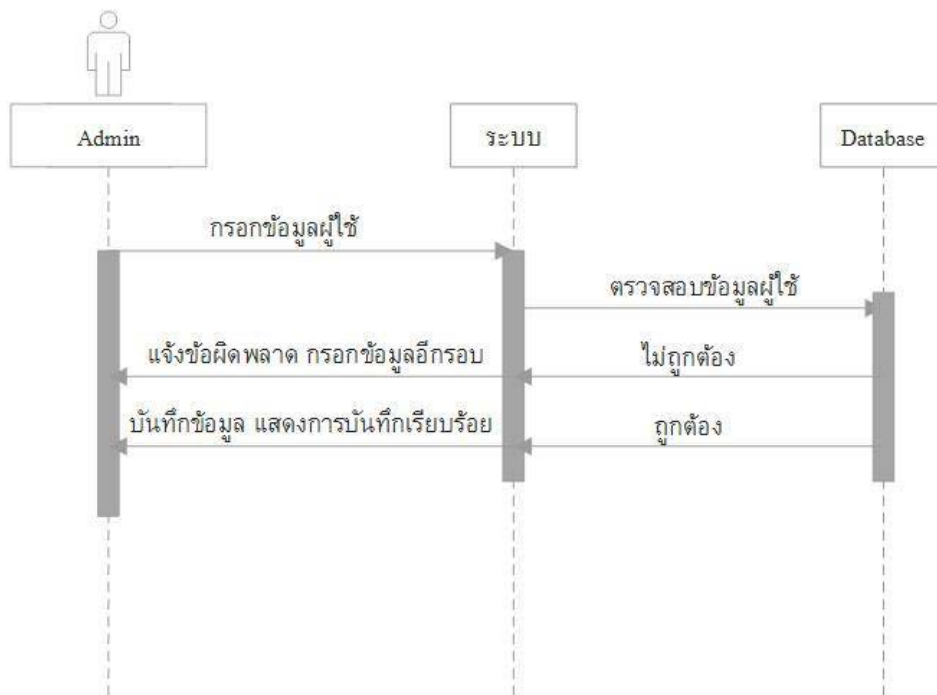 Admin
ระบบ
Database
กรอกข้อมูลผู้ใช้
ตรวจสอบข้อมูลผู้ใช้
แจ้งข้อผิดพลาด กรอกข้อมูลอีกรอบ
ไม่ถูกต้อง
บันทึกข้อมูล แสดงการบันทึกเรียบร้อย
ถูกต้อง